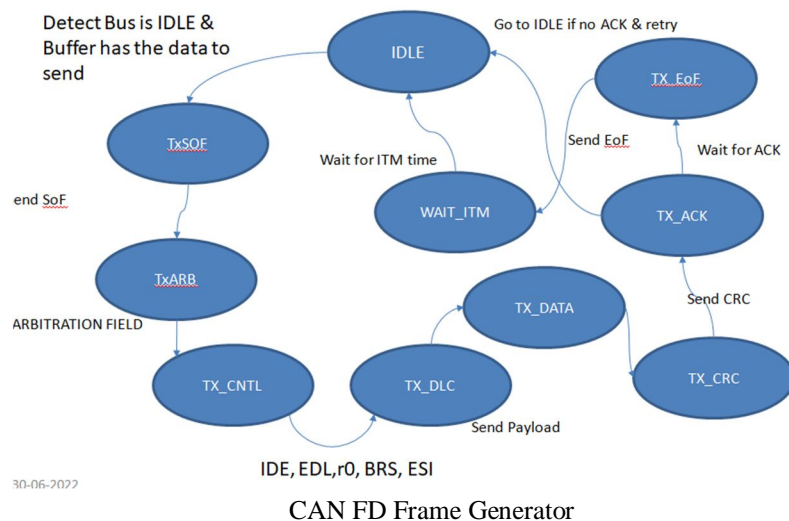 Detect Bus is IDLE &
Buffer has the data to
send
IDLE
Go to IDLE if no ACK & retry
TX_EoF
TxSOF
Send EoF
Wait for ACK
Wait for ITM time
end SoF
WAIT_ITM
TX_ACK
TxARB
Send CRC
ARBITRATION FIELD
TX_DATA
TX_CNTL
TX_DLC
TX_CRC
Send Payload
IDE, EDL,r0, BRS, ESI
30-06-2022
CAN FD Frame Generator